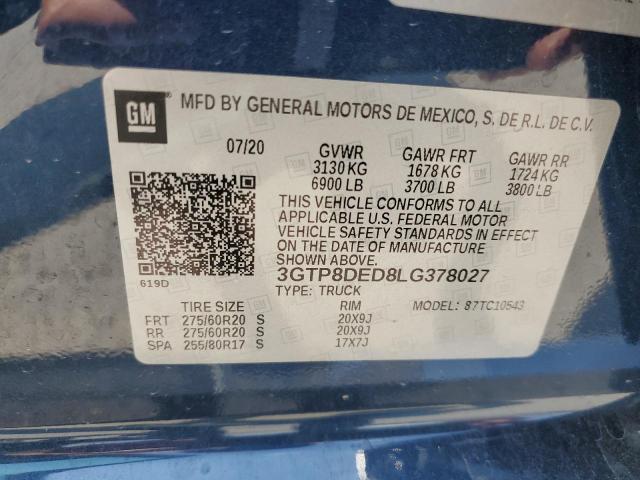 GM MFD BY GENERAL MOTORS DE MEXICO, S. DE R.L. DE C.V.
07/20 GVWR GAWR FRT GAWR RR
3130 KG 1678 KG 1724 KG
6900 LB 3700 LB 3800 LB
THIS VEHICLE CONFORMS TO ALL
APPLICABLE U.S. FEDERAL MOTOR
VEHICLE SAFETY STANDARDS IN EFFECT
ON THE DATE OF MANUFACTURE
SHOWN ABOVE.
619D 3GTP8DED8LG378027
TYPE: TRUCK MODEL: 87TC10543
TIRE SIZE RIM
FRT 275/60R20 S 20X9J
RR 275/60R20 S 20X9J
SPA 255/80R17 S 17X7J